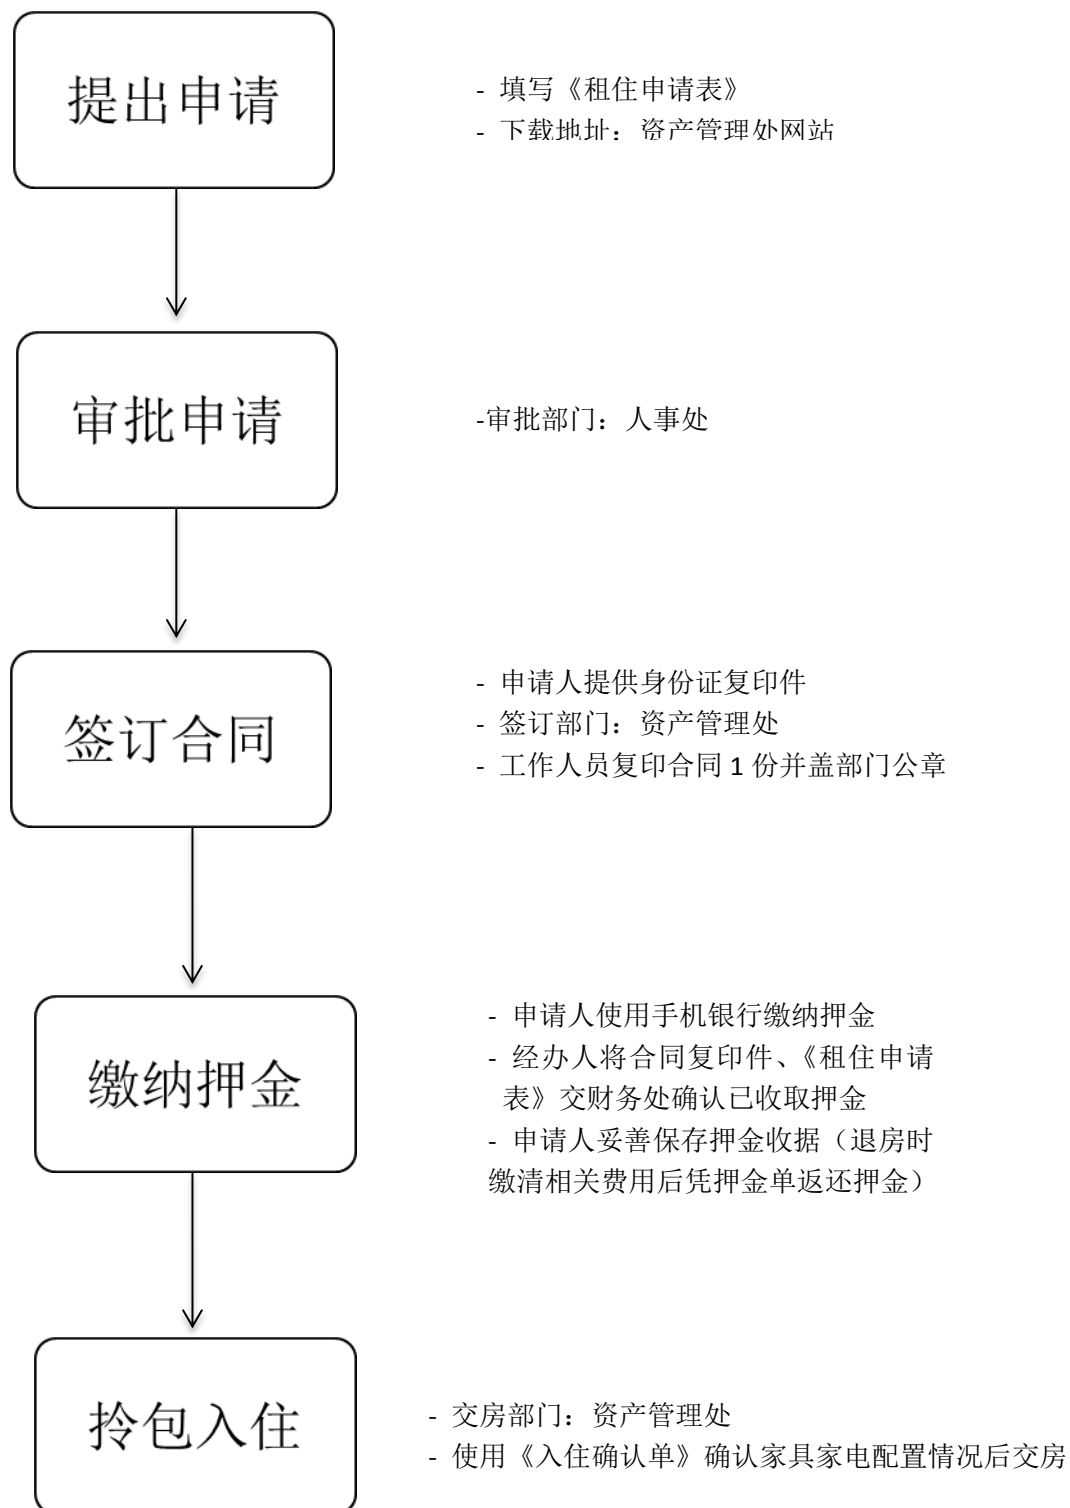 提出申请
- 填写《租住申请表》
- 下载地址：资产管理处网站
审批申请
-审批部门：人事处
签订合同
- 申请人提供身份证复印件
- 签订部门：资产管理处
- 工作人员复印合同 1 份并盖部门公章
缴纳押金
- 申请人使用手机银行缴纳押金
- 经办人将合同复印件、《租住申请
表》交财务处确认已收取押金
- 申请人妥善保存押金收据（退房时
缴清相关费用后凭押金单返还押金）
拎包入住
- 交房部门：资产管理处
- 使用《入住确认单》确认家具家电配置情况后交房